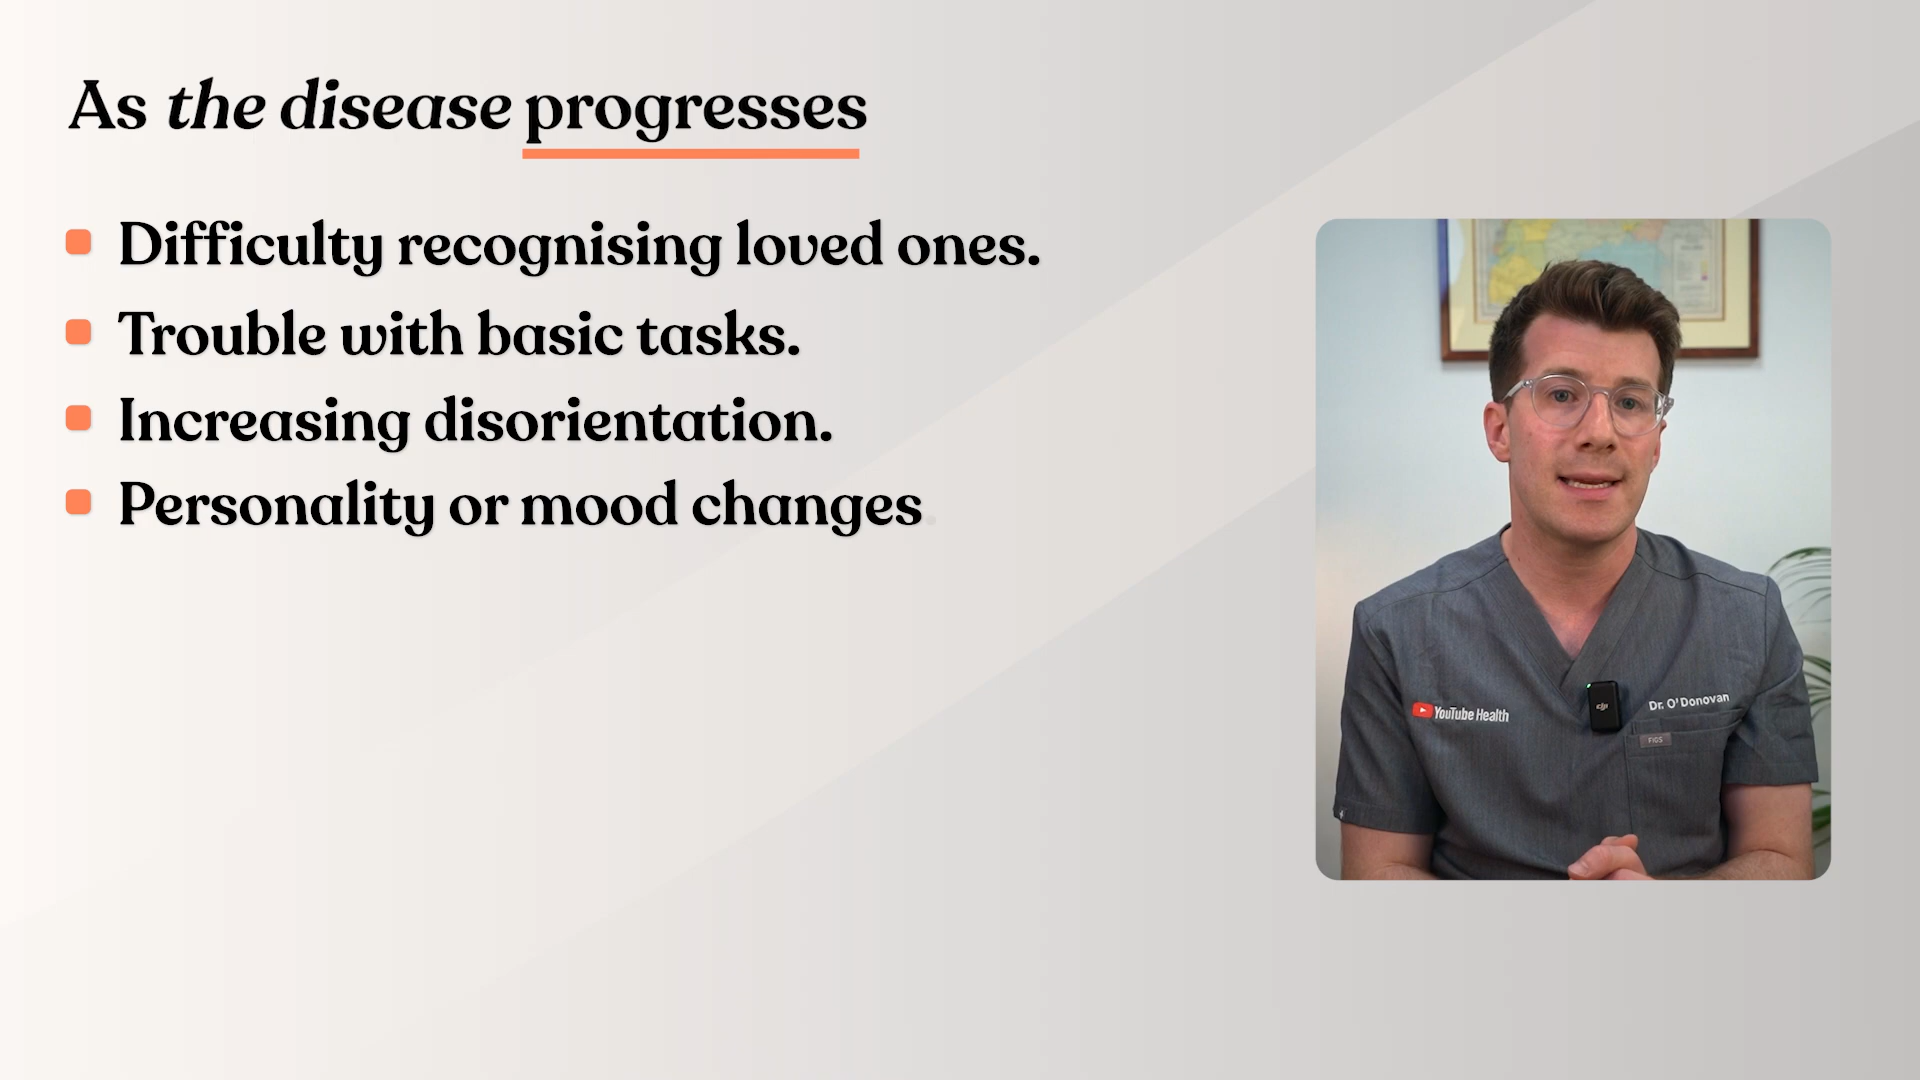 As the disease progresses
Difficulty recognising loved ones.
Trouble with basic tasks.
Increasing disorientation.
Personality or mood changes.
YouTube Health
Dr. O'Donovan
FIGS
dji